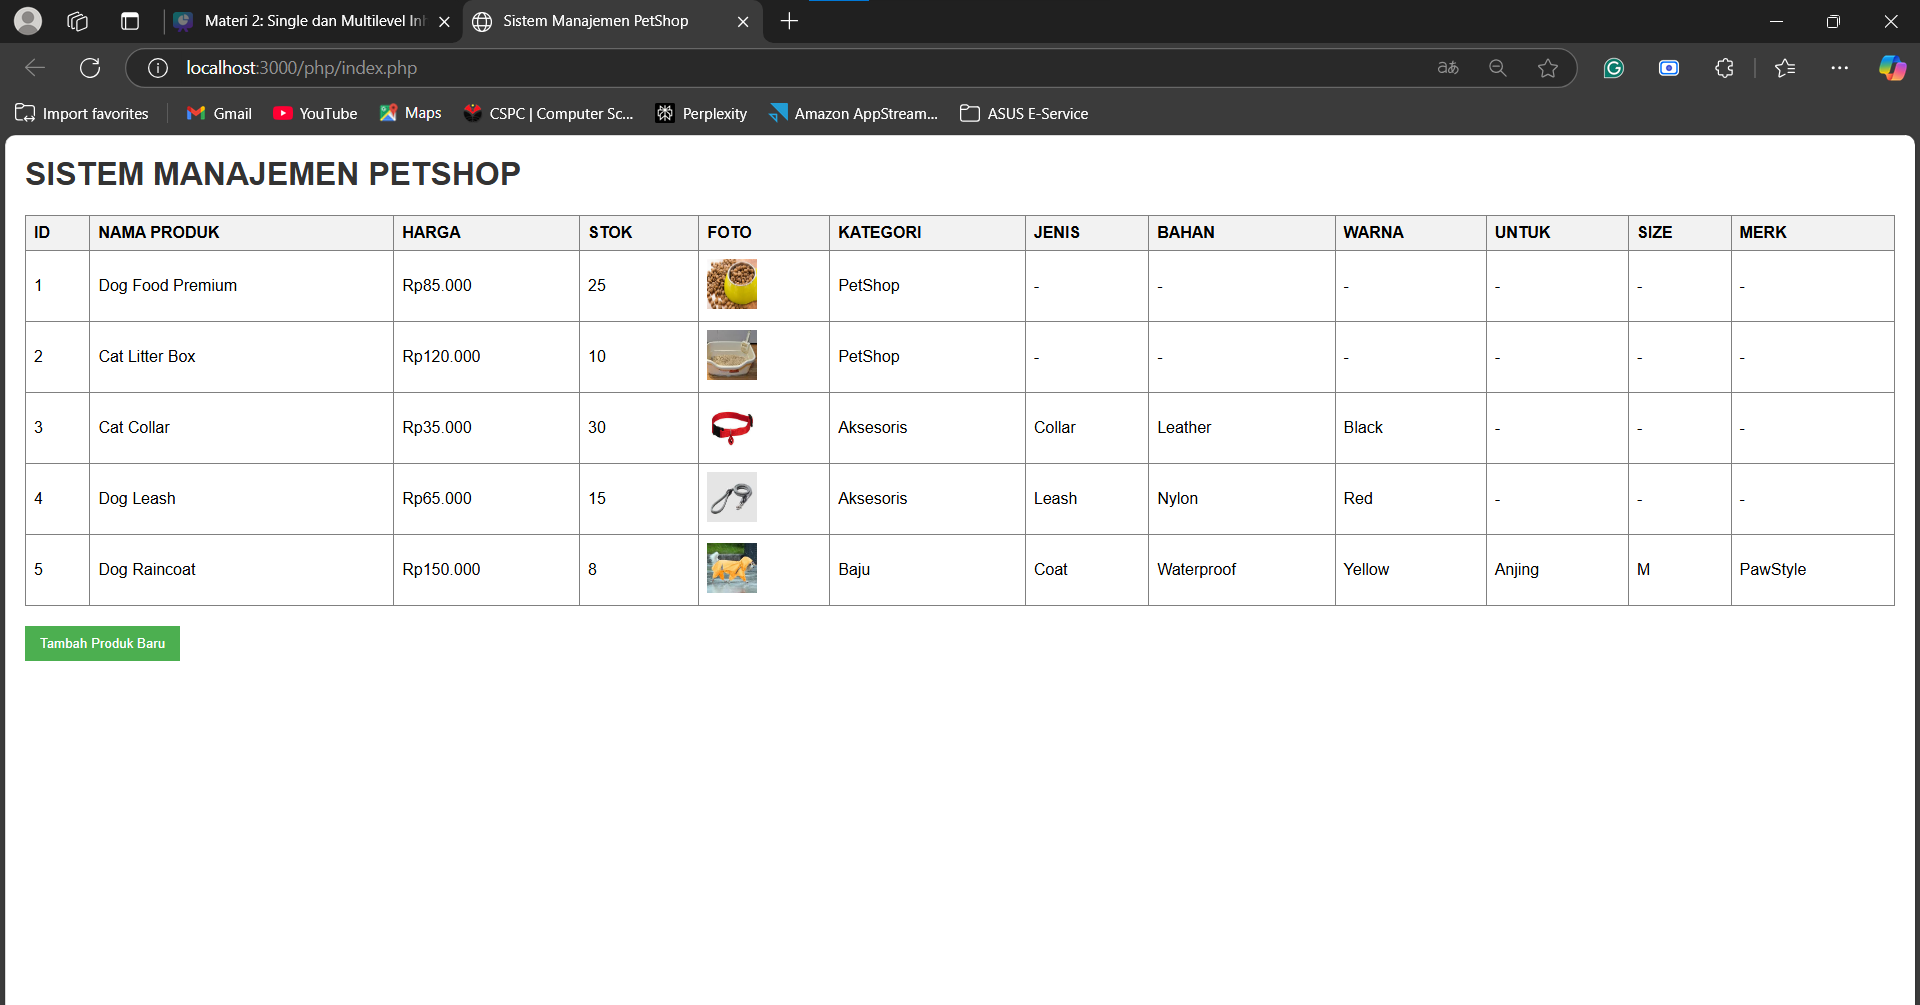 Materi 2: Single dan Multilevel Inh
Sistem Manajemen PetShop
localhost:3000/php/index.php
Import favorites
Gmail
YouTube
Maps
CSPC | Computer Sc...
Perplexity
Amazon AppStream...
ASUS E-Service
SISTEM MANAJEMEN PETSHOP
ID NAMA PRODUK HARGA STOK FOTO KATEGORI JENIS BAHAN WARNA UNTUK SIZE MERK
1 Dog Food Premium Rp85.000 25 PetShop - - - - - -
2 Cat Litter Box Rp120.000 10 PetShop - - - - - -
3 Cat Collar Rp35.000 30 Aksesoris Collar Leather Black - - -
4 Dog Leash Rp65.000 15 Aksesoris Leash Nylon Red - - -
5 Dog Raincoat Rp150.000 8 Baju Coat Waterproof Yellow Anjing M PawStyle
Tambah Produk Baru